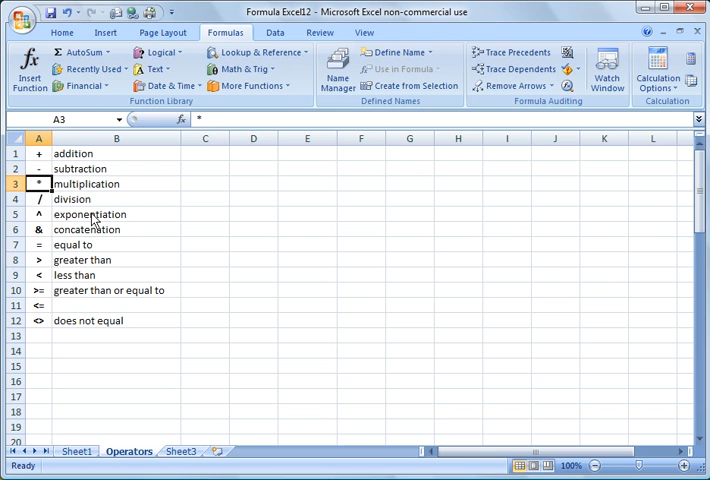 Formula Excel12 - Microsoft Excel non-commercial use
Home Insert Page Layout Formulas Data Review View
fx Insert Function
Σ AutoSum
Recently Used
Financial
Logical
Text
Date & Time
Lookup & Reference
Math & Trig
More Functions
Function Library
Name Manager
Define Name
Use in Formula
Create from Selection
Defined Names
Trace Precedents
Trace Dependents
Remove Arrows
Watch Window
Formula Auditing
Calculation Options
Calculation
A3 fx *
A B C D E F G H I J K L
1 + addition
2 - subtraction
3 * multiplication
4 / division
5 ^ exponentiation
6 & concatenation
7 = equal to
8 > greater than
9 < less than
10 >= greater than or equal to
11 <=
12 <> does not equal
13
14
15
16
17
18
19
20
Sheet1 Operators Sheet3
Ready 100%